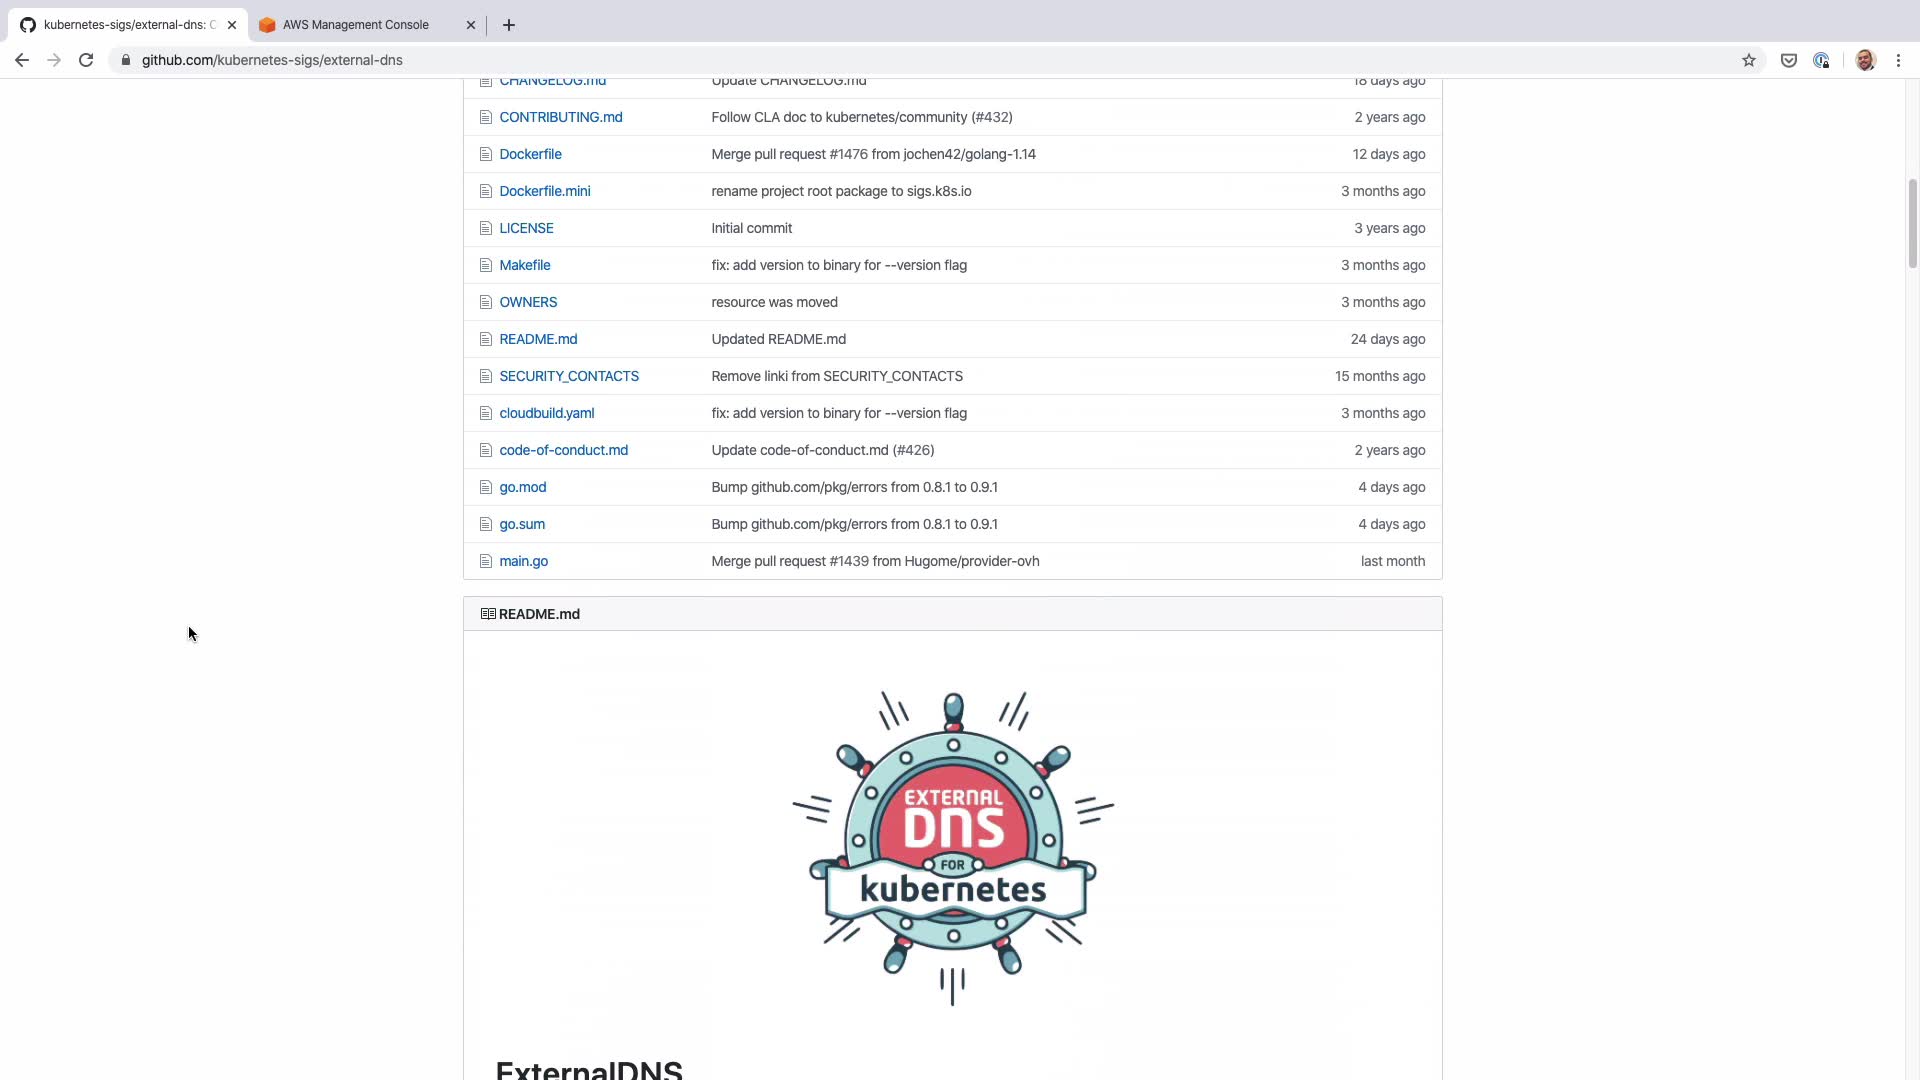 kubernetes-sigs/external-dns: C
AWS Management Console
github.com/kubernetes-sigs/external-dns
CHANGELOG.md Update CHANGELOG.md 18 days ago
CONTRIBUTING.md Follow CLA doc to kubernetes/community (#432) 2 years ago
Dockerfile Merge pull request #1476 from jochen42/golang-1.14 12 days ago
Dockerfile.mini rename project root package to sigs.k8s.io 3 months ago
LICENSE Initial commit 3 years ago
Makefile fix: add version to binary for --version flag 3 months ago
OWNERS resource was moved 3 months ago
README.md Updated README.md 24 days ago
SECURITY_CONTACTS Remove linki from SECURITY_CONTACTS 15 months ago
cloudbuild.yaml fix: add version to binary for --version flag 3 months ago
code-of-conduct.md Update code-of-conduct.md (#426) 2 years ago
go.mod Bump github.com/pkg/errors from 0.8.1 to 0.9.1 4 days ago
go.sum Bump github.com/pkg/errors from 0.8.1 to 0.9.1 4 days ago
main.go Merge pull request #1439 from Hugome/provider-ovh last month
README.md
EXTERNAL
DNS
FOR
kubernetes
ExternalDNS